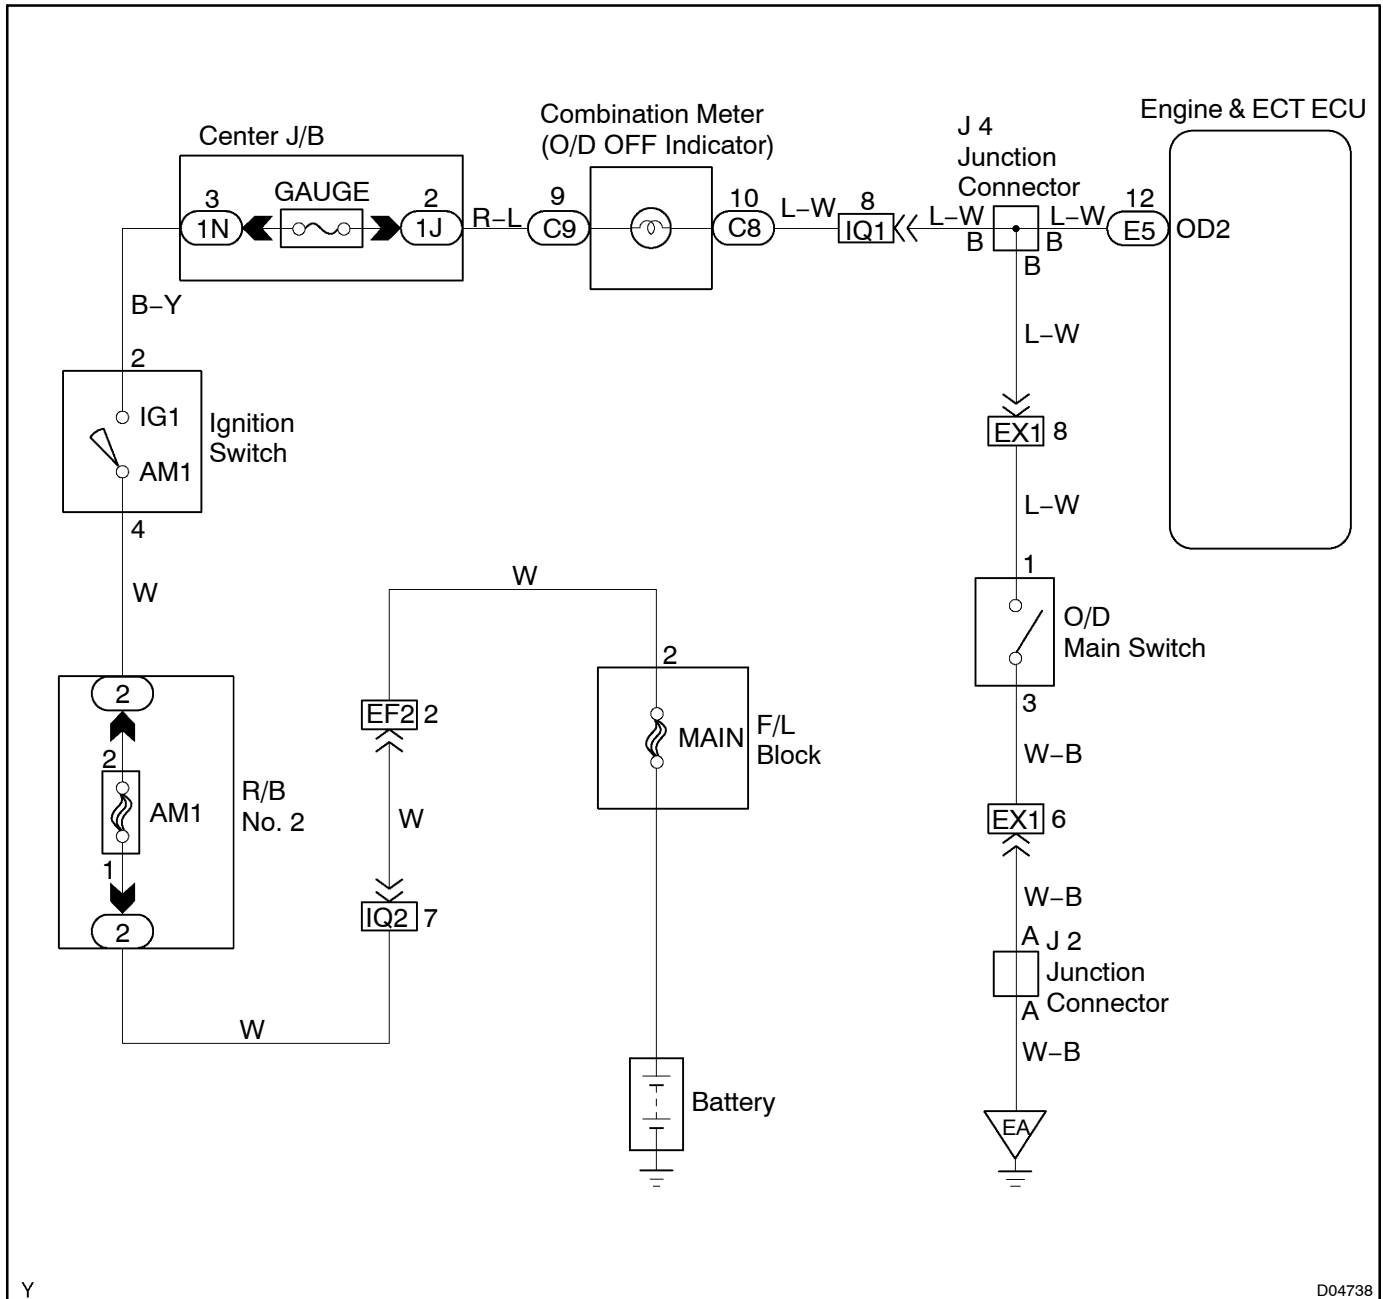 Engine & ECT ECU
Combination Meter
(O/D OFF Indicator)
Center J/B
J 4
Junction
Connector
3
GAUGE
2
9
10
8
12
1N
1J
R–L
C9
C8
L–W
IQ1
L–W
B
L–W
B
B
E5
OD2
B–Y
L–W
2
IG1
AM1
Ignition
Switch
4
EX1
8
L–W
W
W
1
O/D
Main Switch
3
2
MAIN
F/L
Block
2
2
AM1
1
2
R/B
No. 2
EF2
2
W
IQ2
7
W
W–B
EX1
6
W–B
A
J 2
Junction
Connector
A
W–B
Battery
EA
Y
D04738